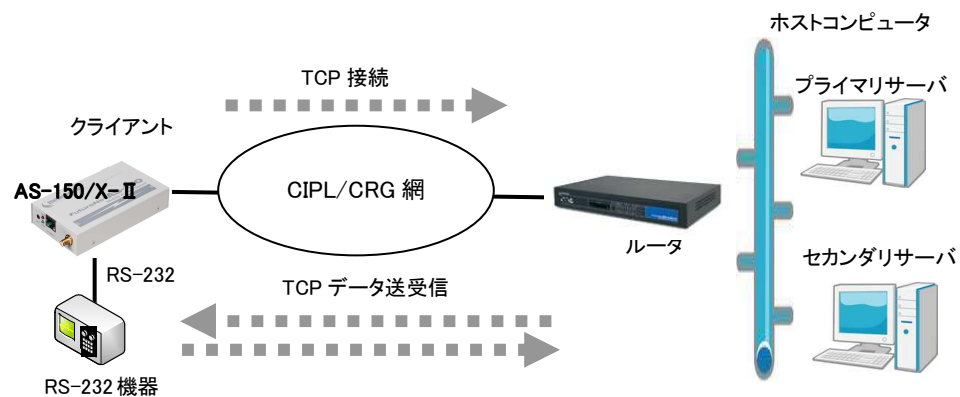 ホストコンピュータ
TCP 接続
プライマリサーバ
クライアント
AS-150/X-Ⅱ
CIPL/CRG 網
ルータ
セカンダリサーバ
RS-232
TCP データ送受信
RS-232 機器